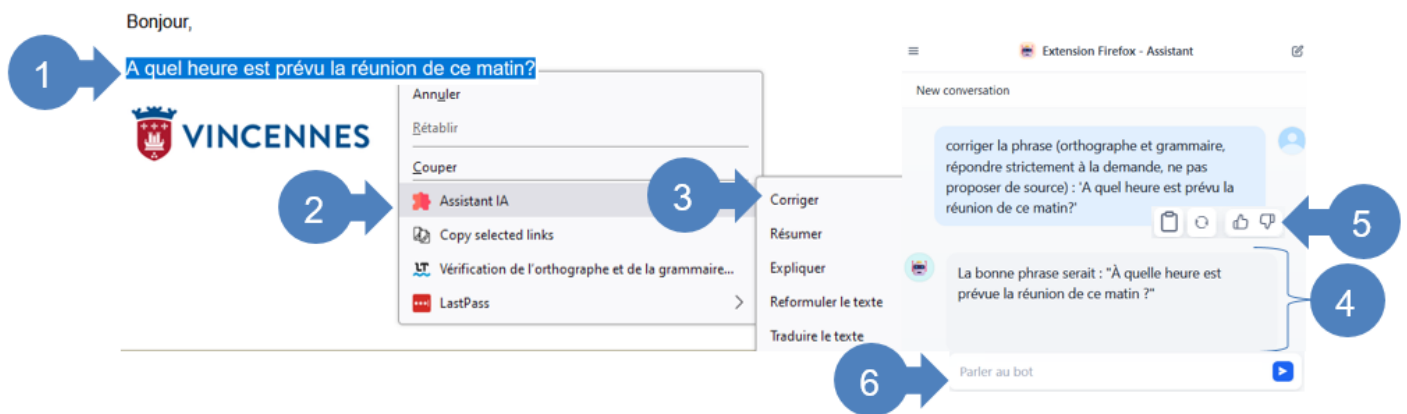 Bonjour,
1
A quel heure est prévu la réunion de ce matin?
VINCENNES
2
Annuler
Rétablir
Couper
Assistant IA
Copy selected links
Vérification de l'orthographe et de la grammaire...
LastPass
3
Corriger
Résumer
Expliquer
Reformuler le texte
Traduire le texte
Extension Firefox - Assistant
New conversation
corriger la phrase (orthographe et grammaire,
répondre strictement à la demande, ne pas
proposer de source) : 'A quel heure est prévu la
réunion de ce matin?'
5
La bonne phrase serait : "À quelle heure est
prévue la réunion de ce matin ?"
4
6
Parler au bot